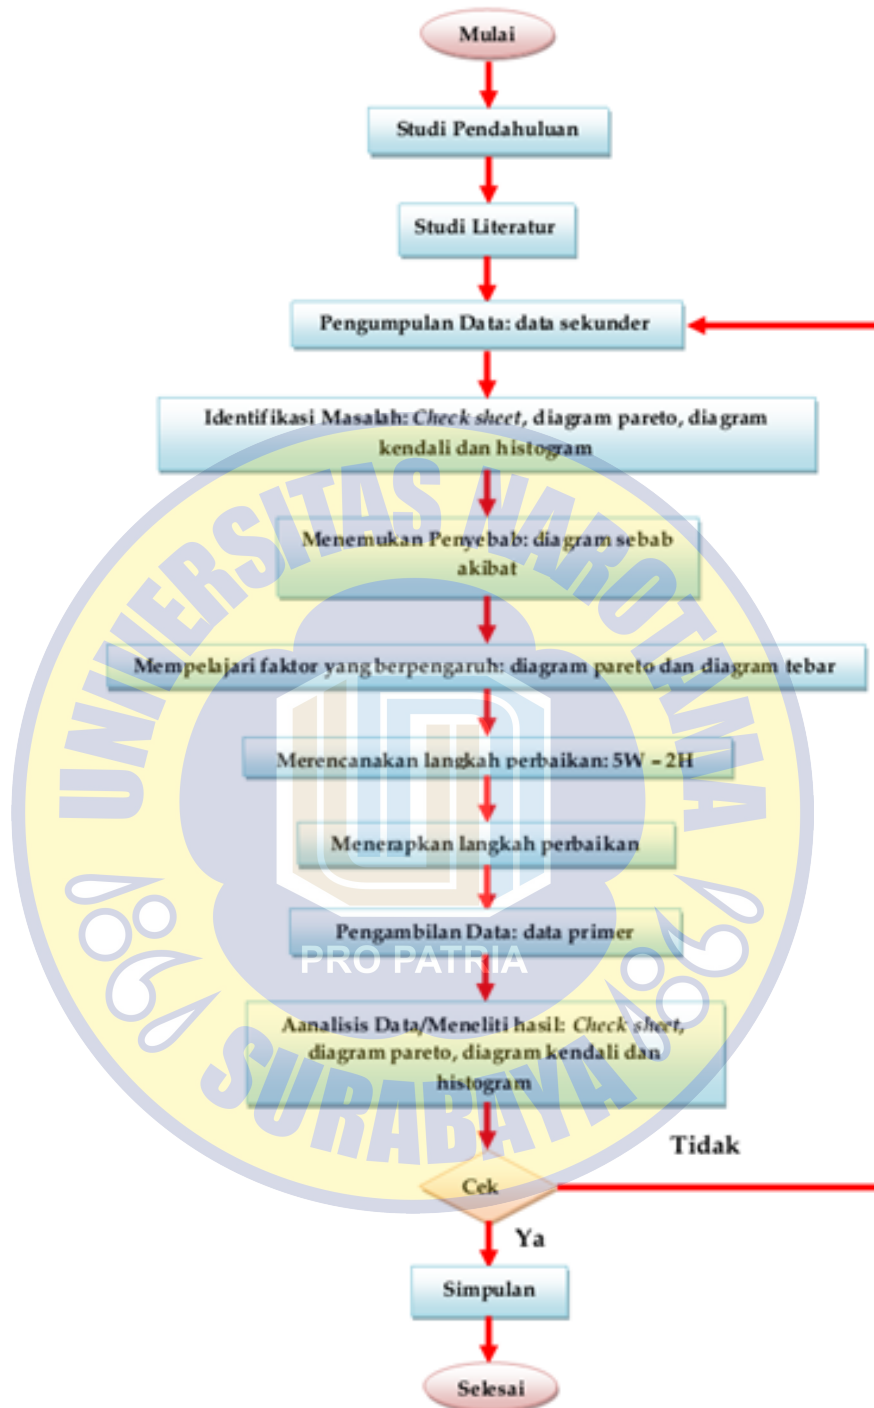 Mulai
Studi Pendahuluan
Studi Literatur
Pengumpulan Data: data sekunder
Identifikasi Masalah: Check sheet, diagram pareto, diagram
kendali dan histogram
Menemukan Penyebab: diagram sebab
akibat
Mempelajari faktor yang berpengaruh: diagram pareto dan diagram tebar
Merencanakan langkah perbaikan: 5W – 2H
Menerapkan langkah perbaikan
Pengambilan Data: data primer
Aanalisis Data/Meneliti hasil: Check sheet,
diagram pareto, diagram kendali dan
histogram
Tidak
Cek
Ya
Simpulan
Selesai
UNIVERSITAS NAROTAMA
PRO PATRIA
SURABAYA